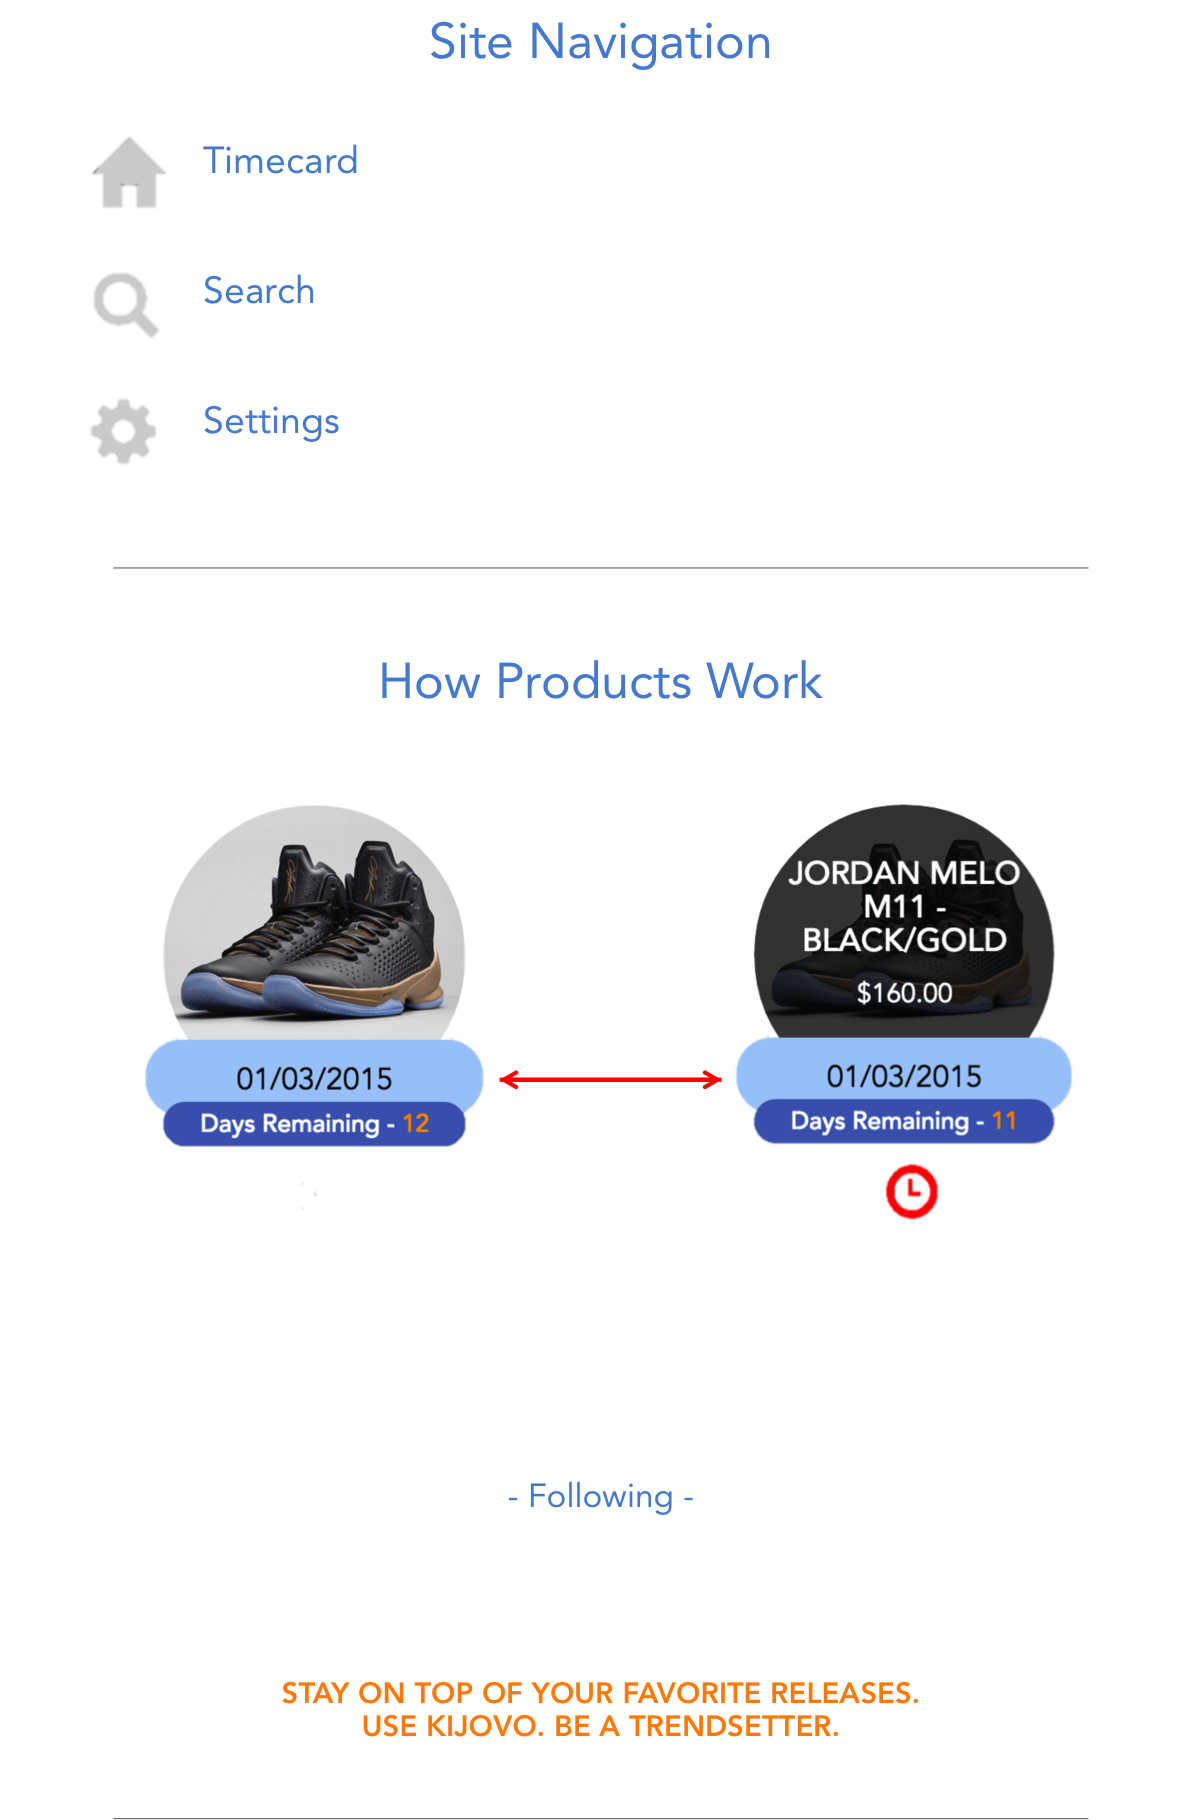 Site Navigation
Timecard
Search
Settings
How Products Work
01/03/2015
Days Remaining - 12
JORDAN MELO
M11 -
BLACK/GOLD
$160.00
01/03/2015
Days Remaining - 11
- Following -
STAY ON TOP OF YOUR FAVORITE RELEASES.
USE KIJOVO. BE A TRENDSETTER.